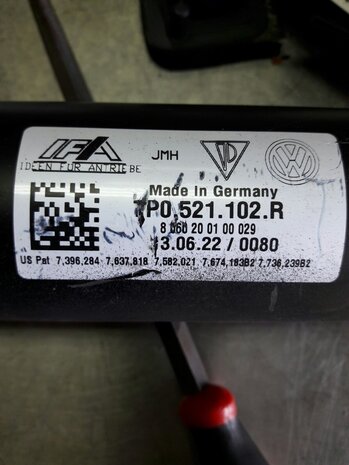 IFA
IDEEN FÜR ANTRIEBE
JMH
Made in Germany
P0.521.102.R
8 060 20 01 00 029
3.06.22 / 0080
US Pat 7,396,284 7,637,818 7,582,021 7,674,183B2 7,736,239B2